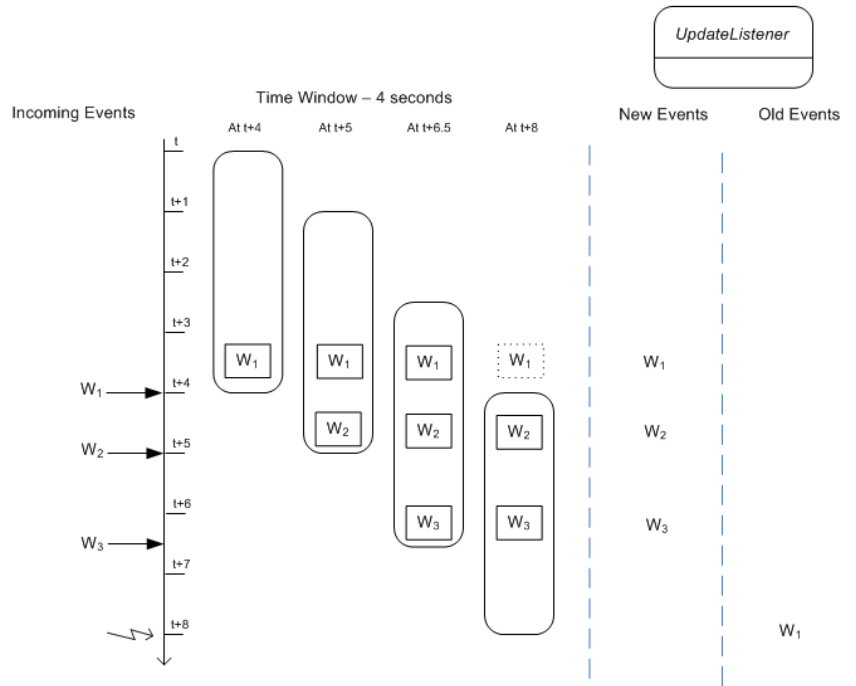 UpdateListener
Time Window – 4 seconds
Incoming Events
New Events
Old Events
At t+4
At t+5
At t+6.5
At t+8
t
t+1
t+2
t+3
W1 W1 W1 W1 W1
W1
t+4
W2 W2 W2 W2
W2
t+5
t+6
W3 W3 W3
W3
t+7
t+8
W1